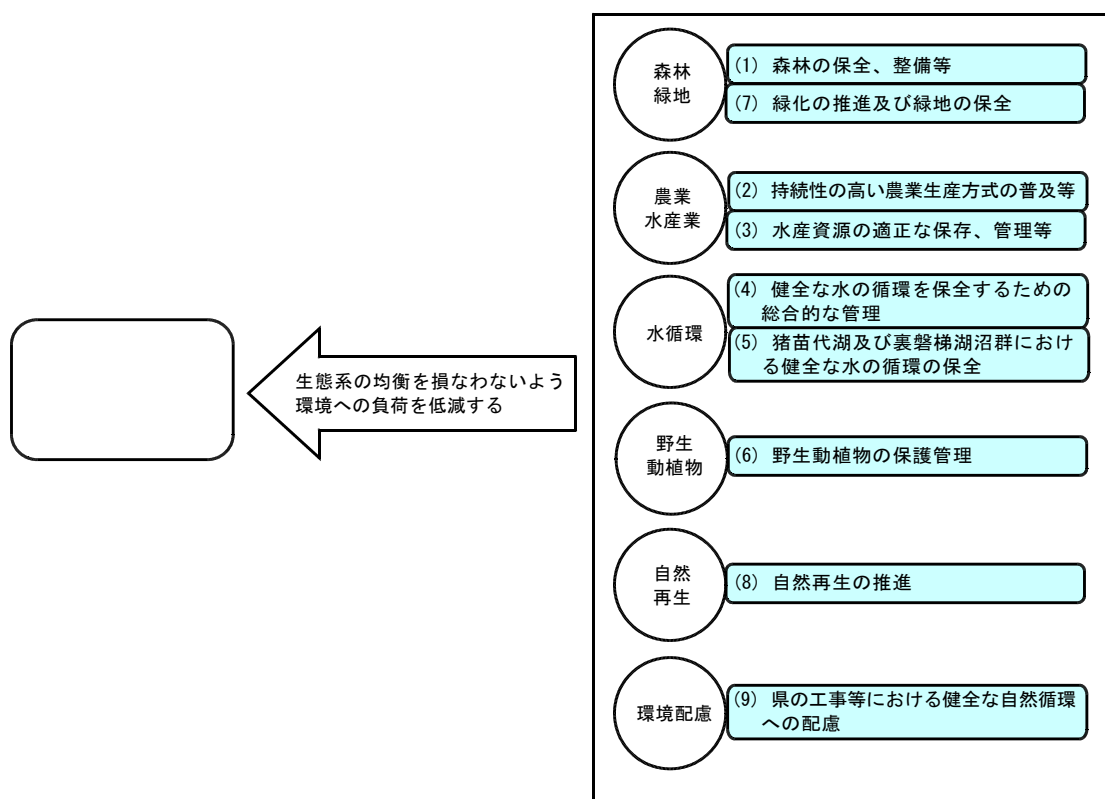 森林
緑地
(1) 森林の保全、整備等
(7) 緑化の推進及び緑地の保全
農業
水産業
(2) 持続性の高い農業生産方式の普及等
(3) 水産資源の適正な保存、管理等
水循環
(4) 健全な水の循環を保全するための
総合的な管理
(5) 猪苗代湖及び裏磐梯湖沼群におけ
る健全な水の循環の保全
生態系の均衡を損なわないよう
環境への負荷を低減する
野生
動植物
(6) 野生動植物の保護管理
自然
再生
(8) 自然再生の推進
環境配慮
(9) 県の工事等における健全な自然循環
への配慮